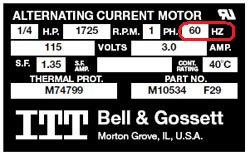 ALTERNATING CURRENT MOTOR
1/4 H.P. 1725 R.P.M. 1 PH. 60 HZ
115 VOLTS 3.0 AMP.
S.F. 1.35 S.F. AMP. CONT. RATING 40°C
THERMAL PROT. PART NO.
M74799 M10534 F29
ITT Bell & Gossett
Morton Grove, IL, U.S.A.